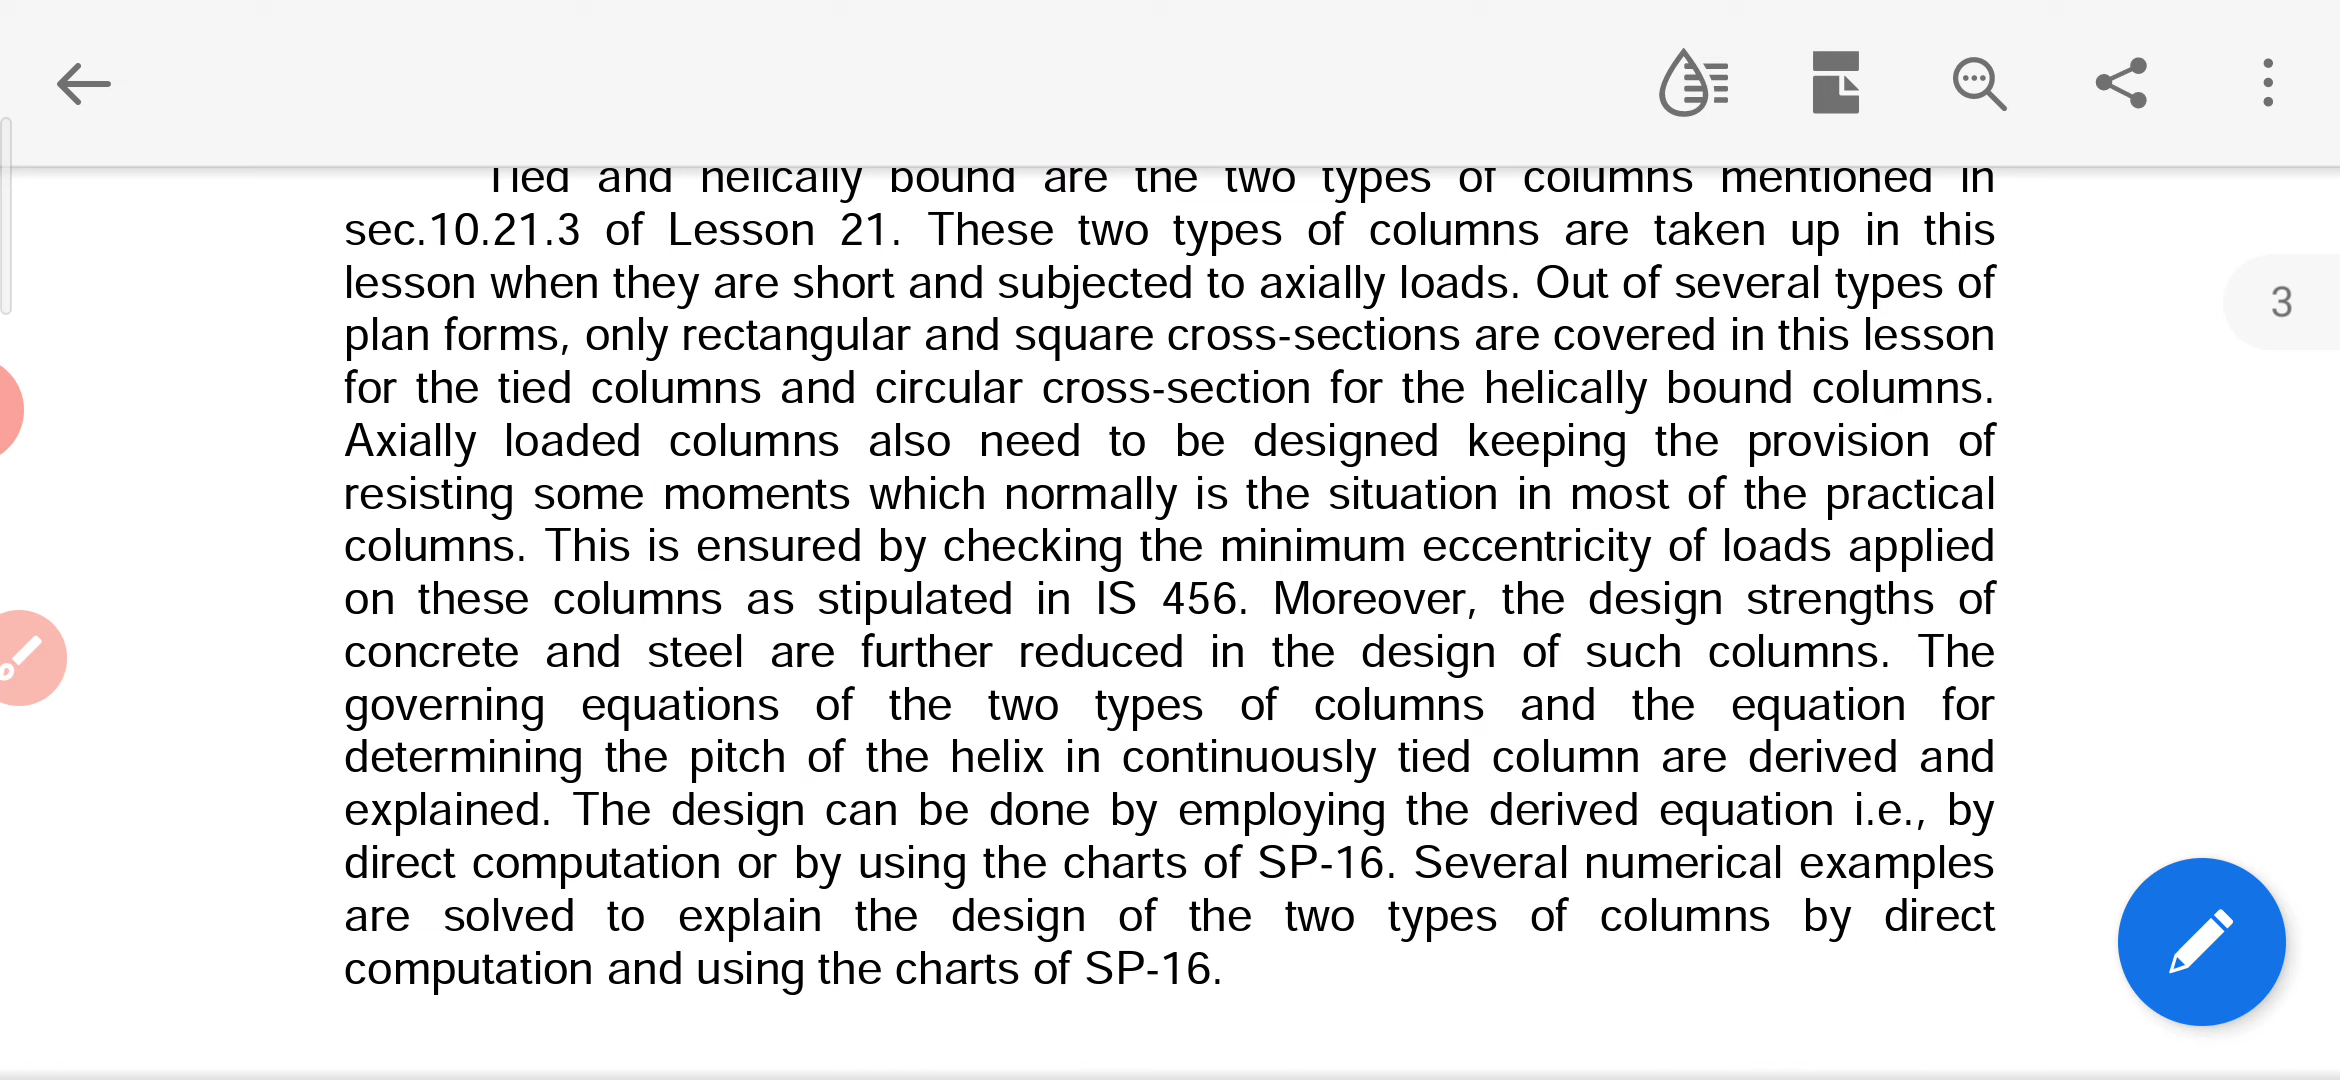 Tied and helically bound are the two types of columns mentioned in
sec.10.21.3 of Lesson 21. These two types of columns are taken up in this
lesson when they are short and subjected to axially loads. Out of several types of
plan forms, only rectangular and square cross-sections are covered in this lesson
for the tied columns and circular cross-section for the helically bound columns.
Axially loaded columns also need to be designed keeping the provision of
resisting some moments which normally is the situation in most of the practical
columns. This is ensured by checking the minimum eccentricity of loads applied
on these columns as stipulated in IS 456. Moreover, the design strengths of
concrete and steel are further reduced in the design of such columns. The
governing equations of the two types of columns and the equation for
determining the pitch of the helix in continuously tied column are derived and
explained. The design can be done by employing the derived equation i.e., by
direct computation or by using the charts of SP-16. Several numerical examples
are solved to explain the design of the two types of columns by direct
computation and using the charts of SP-16.
3